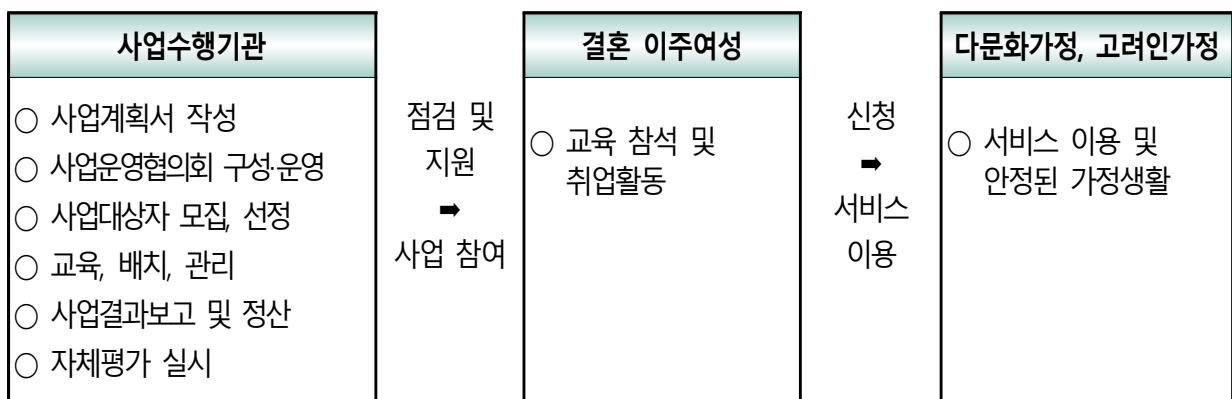 사업수행기관
○ 사업계획서 작성
○ 사업운영협의회 구성·운영
○ 사업대상자 모집, 선정
○ 교육, 배치, 관리
○ 사업결과보고 및 정산
○ 자체평가 실시
점검 및
지원
➡
사업 참여
결혼 이주여성
○ 교육 참석 및
취업활동
신청
➡
서비스
이용
다문화가정, 고려인가정
○ 서비스 이용 및
안정된 가정생활